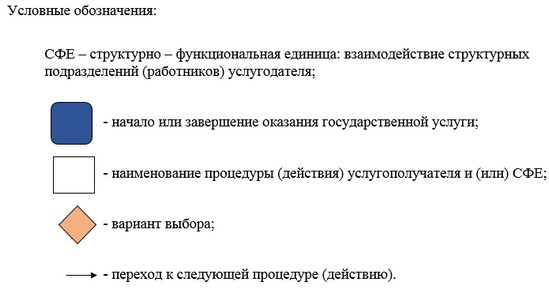 Условные обозначения:
СФЕ – структурно – функциональная единица: взаимодействие структурных
подразделений (работников) услугодателя;
- начало или завершение оказания государственной услуги;
- наименование процедуры (действия) услугополучателя и (или) СФЕ;
- вариант выбора;
- переход к следующей процедуре (действию).